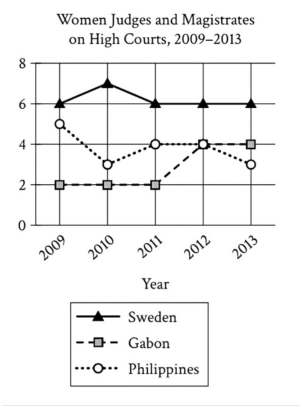 Women Judges and Magistrates
on High Courts, 2009–2013
8
6
4
2
0
2009
2010
2011
2012
2013
Year
Sweden
Gabon
Philippines